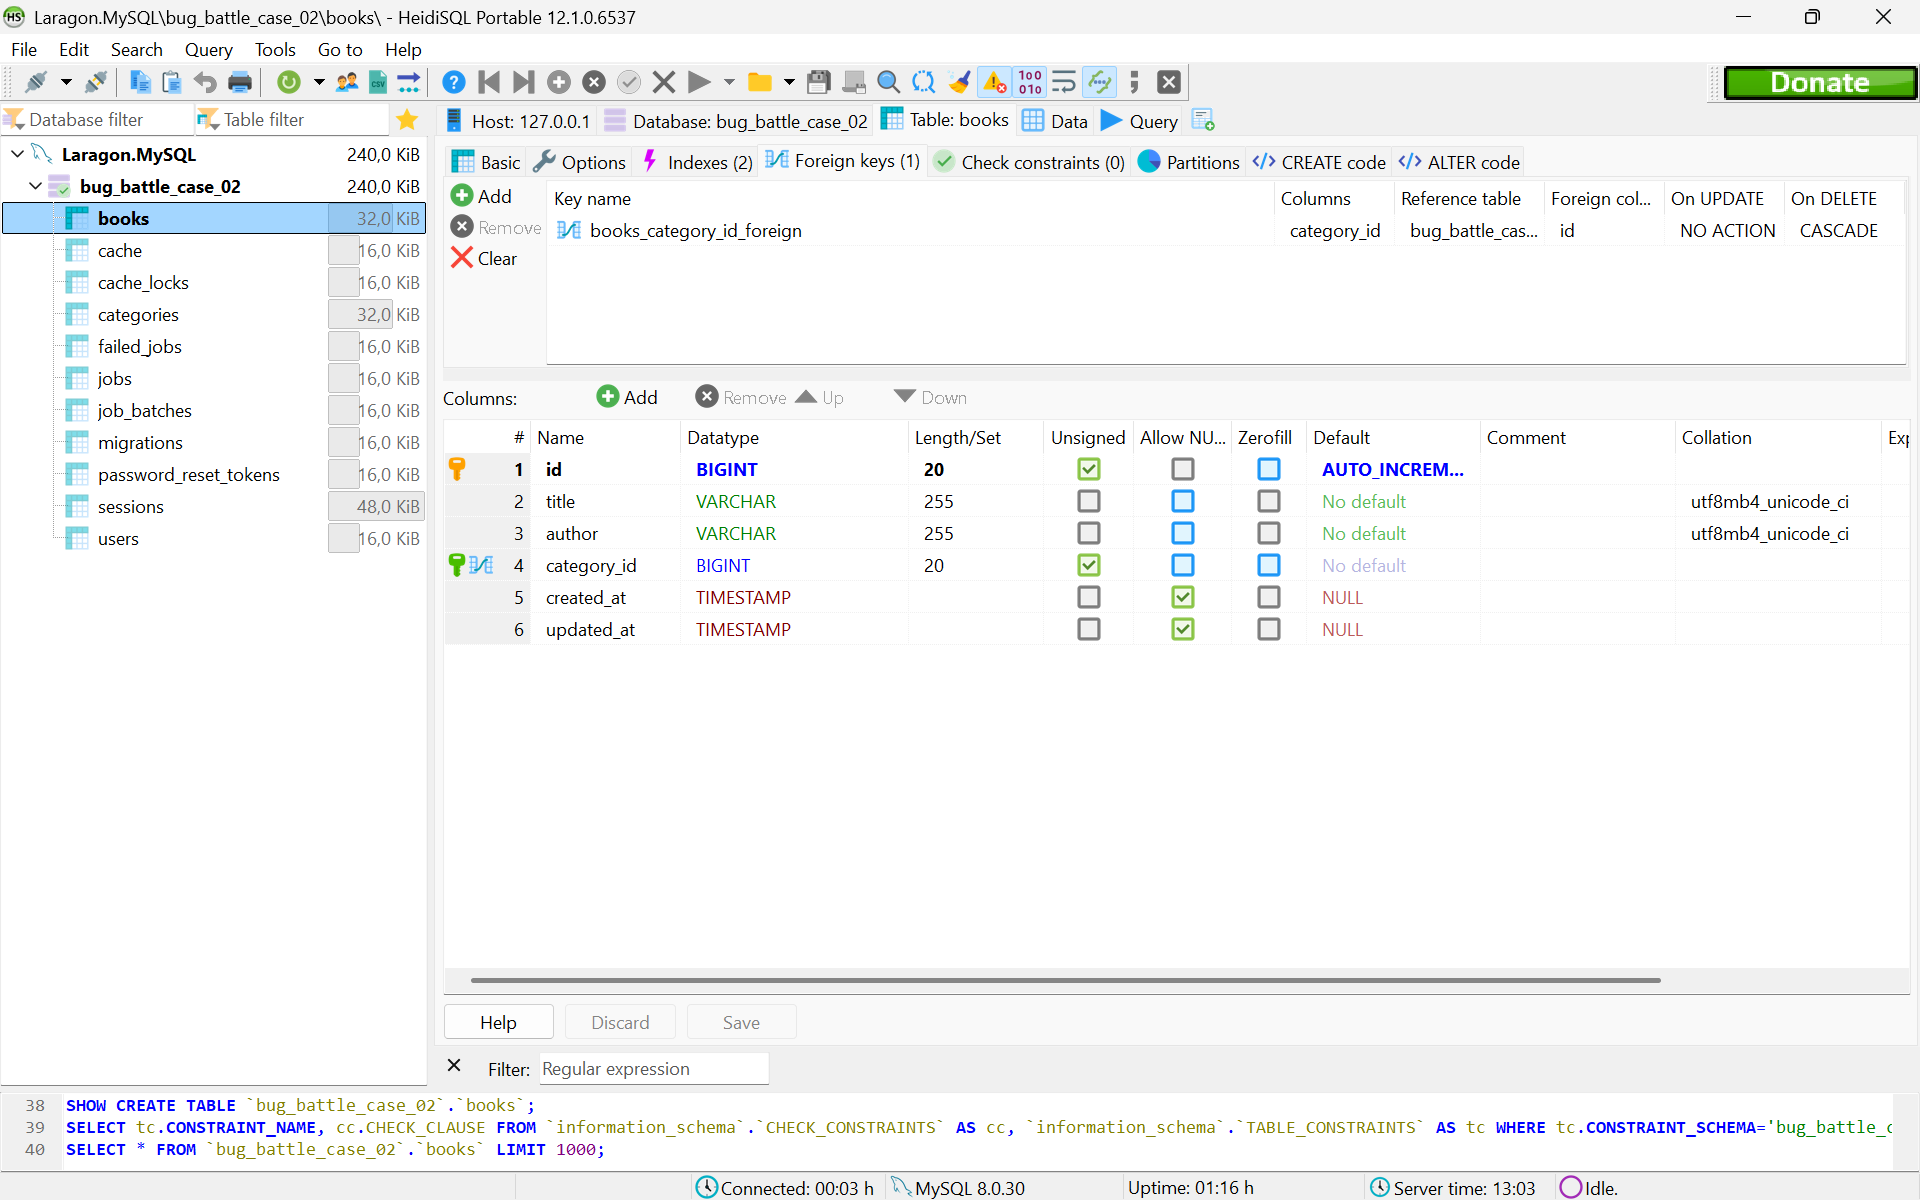 Laragon.MySQL\bug_battle_case_02\books\ - HeidiSQL Portable 12.1.0.6537
File Edit Search Query Tools Go to Help
Donate
Database filter Table filter
Host: 127.0.0.1 Database: bug_battle_case_02 Table: books Data Query
Laragon.MySQL 240,0 KiB
bug_battle_case_02 240,0 KiB
books 32,0 KiB
cache 16,0 KiB
cache_locks 16,0 KiB
categories 32,0 KiB
failed_jobs 16,0 KiB
jobs 16,0 KiB
job_batches 16,0 KiB
migrations 16,0 KiB
password_reset_tokens 16,0 KiB
sessions 48,0 KiB
users 16,0 KiB
Basic Options Indexes (2) Foreign keys (1) Check constraints (0) Partitions CREATE code ALTER code
Add
Remove
Clear
Key name Columns Reference table Foreign col... On UPDATE On DELETE
books_category_id_foreign category_id bug_battle_cas... id NO ACTION CASCADE
Columns: Add Remove Up Down
# Name Datatype Length/Set Unsigned Allow NU... Zerofill Default Comment Collation Exp
1 id BIGINT 20 AUTO_INCREM...
2 title VARCHAR 255 No default utf8mb4_unicode_ci
3 author VARCHAR 255 No default utf8mb4_unicode_ci
4 category_id BIGINT 20 No default
5 created_at TIMESTAMP NULL
6 updated_at TIMESTAMP NULL
Help Discard Save
Filter: Regular expression
38 SHOW CREATE TABLE `bug_battle_case_02`.`books`;
39 SELECT tc.CONSTRAINT_NAME, cc.CHECK_CLAUSE FROM `information_schema`.`CHECK_CONSTRAINTS` AS cc, `information_schema`.`TABLE_CONSTRAINTS` AS tc WHERE tc.CONSTRAINT_SCHEMA='bug_battle_c
40 SELECT * FROM `bug_battle_case_02`.`books` LIMIT 1000;
Connected: 00:03 h MySQL 8.0.30 Uptime: 01:16 h Server time: 13:03 Idle.